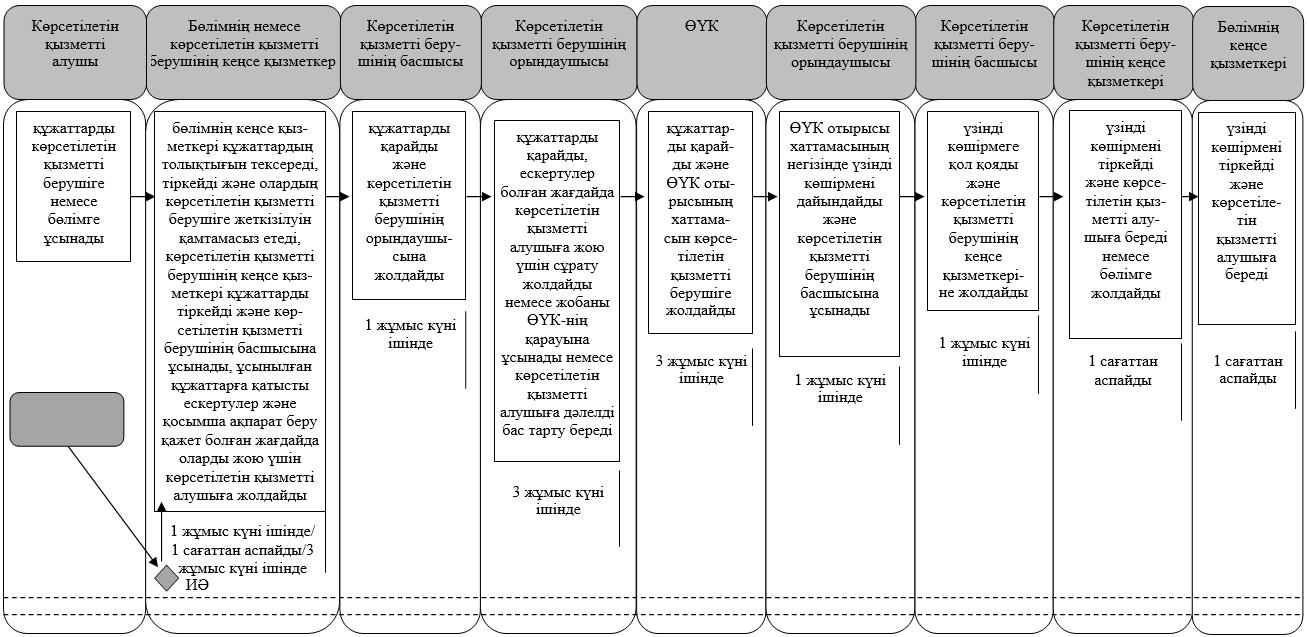 Көрсетілетін
қызметті
алушы
Бөлімнің немесе
көрсетілетін қызметті
берушінің кеңсе қызметкер
Көрсетілетін
қызметті беру-
шінің басшысы
Көрсетілетін
қызметті берушінің
орындаушысы
ӨҮК
Көрсетілетін
қызметті берушінің
орындаушысы
Көрсетілетін
қызметті беру-
шінің басшысы
Көрсетілетін
қызметті беру-
шінің кеңсе
қызметкері
Бөлімнің
кеңсе
қызметкері
құжаттарды
көрсетілетін
қызметті
берушіге
немесе
бөлімге
ұсынады
бөлімнің кеңсе қыз-
меткері құжаттардың
толықтығын тексереді,
тіркейді және олардың
көрсетілетін қызметті
берушіге жеткізілуін
қамтамасыз етеді,
көрсетілетін қызметті
берушінің кеңсе қыз-
меткері құжаттарды
тіркейді және көр-
сетілетін қызметті
берушінің басшысына
ұсынады, ұсынылған
құжаттарға қатысты
ескертулер және
қосымша ақпарат беру
қажет болған жағдайда
оларды жою үшін
көрсетілетін қызметті
алушыға жолдайды
1 жұмыс күні ішінде/
1 сағаттан аспайды/3
жұмыс күні ішінде
ИӘ
құжаттарды
қарайды
және
көрсетілетін
қызметті
берушінің
орындаушы-
сына
жолдайды
1 жұмыс күні
ішінде
құжаттарды
қарайды,
ескертулер
болған жағдайда
көрсетілетін
қызметті
алушыға жою
үшін сұрату
жолдайды
немесе жобаны
ӨҮК-нің
қарауына
ұсынады немесе
көрсетілетін
қызметті
алушыға дәлелді
бас тарту береді
3 жұмыс күні
ішінде
құжаттар-
ды қарай-
ды және
ӨҮК оты-
рысының
хаттама-
сын көрсе-
тілетін
қызметті
берушіге
жолдайды
3 жұмыс күні
ішінде
ӨҮК отырысы
хаттамасының
негізінде үзінді
көшірмені
дайындайды
және
көрсетілетін
қызметті
берушінің
басшысына
ұсынады
1 жұмыс күні
ішінде
үзінді
көшірмеге
қол қояды
және
көрсетілетін
қызметті
берушінің
кеңсе
қызметкері-
не жолдайды
1 жұмыс күні
ішінде
үзінді
көшірмені
тіркейді
және көрсе-
тілетін қыз-
метті алу-
шыға береді
немесе
бөлімге
жолдайды
1 сағаттан
аспайды
үзінді
көшірмені
тіркейді
және
көрсетіле-
тін
қызметті
алушыға
береді
1 сағаттан
аспайды